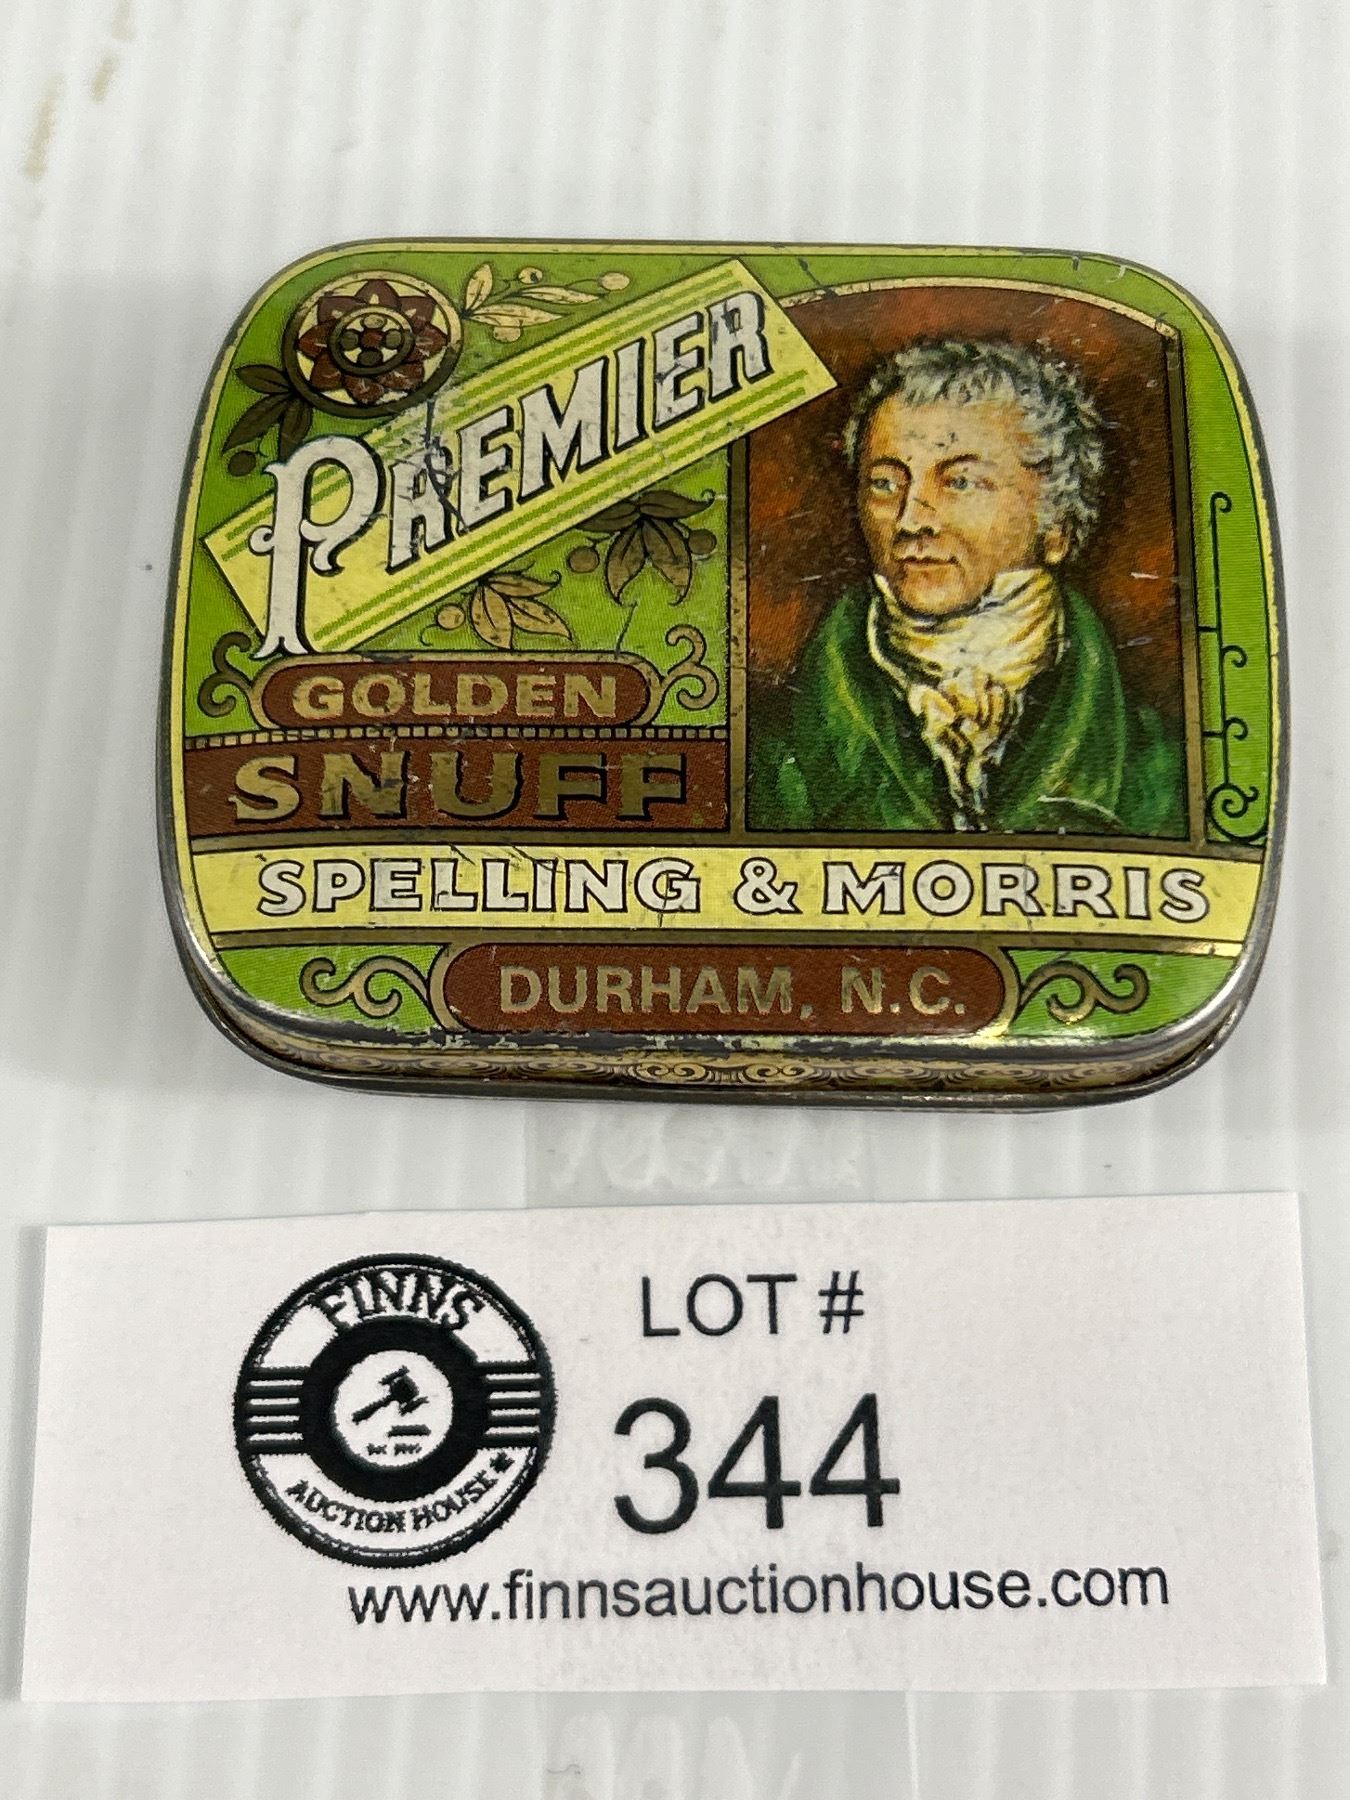 PREMIER
GOLDEN
SNUFF
SPELLING & MORRIS
DURHAM, N.C.
FINNS
AUCTION HOUSE
LOT #
344
www.finnsauctionhouse.com